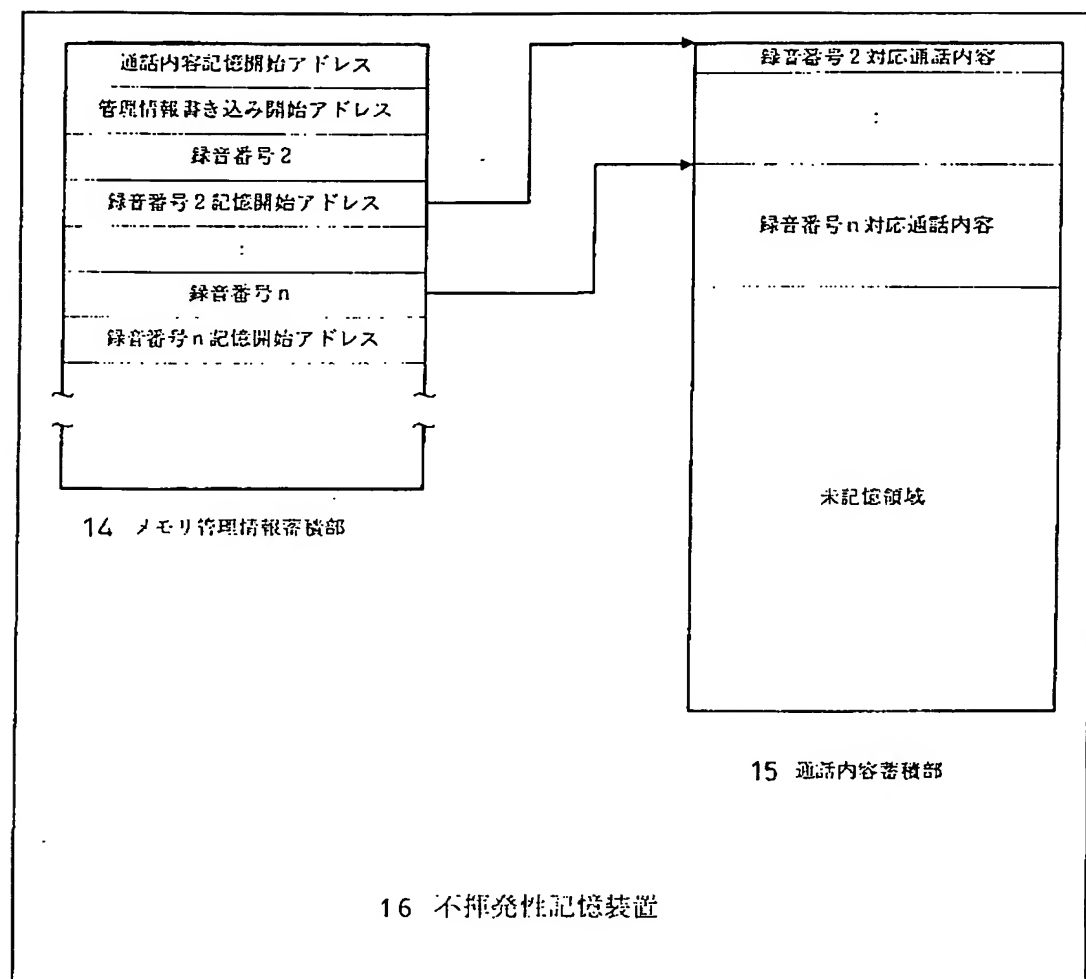 通話内容記憶開始アドレス
管理情報書き込み開始アドレス
録音番号2
録音番号2記憶開始アドレス
:
録音番号n
録音番号n記憶開始アドレス
14 メモリ管理情報蓄積部
録音番号2対応通話内容
:
録音番号n対応通話内容
未記憶領域
15 通話内容蓄積部
16 不揮発性記憶装置